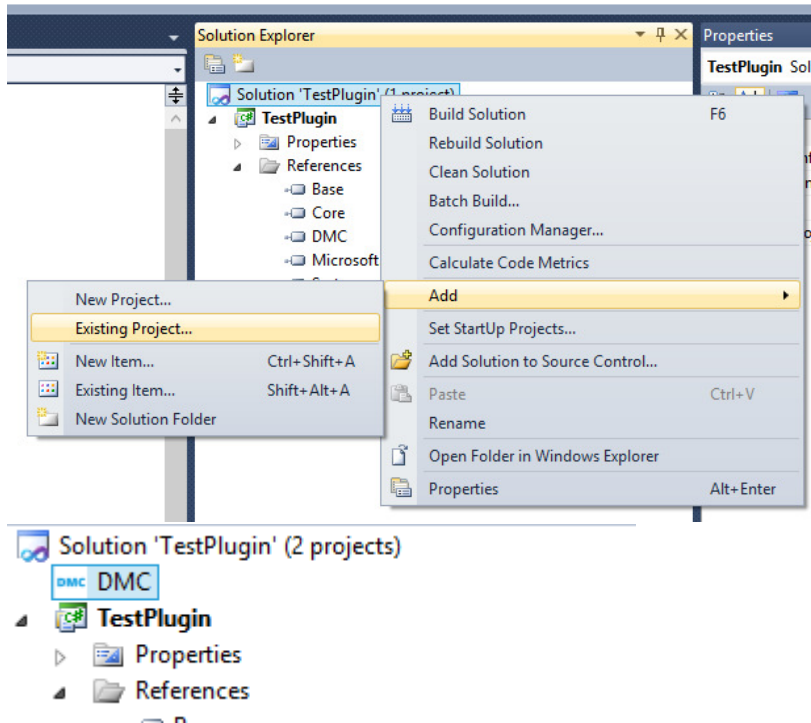 Solution Explorer
Properties
TestPlugin Sol
Solution 'TestPlugin' (1 project)
TestPlugin
Properties
References
Base
Core
DMC
Microsoft
Build Solution F6
Rebuild Solution
Clean Solution
Batch Build...
Configuration Manager...
Calculate Code Metrics
Add
Set StartUp Projects...
Add Solution to Source Control...
Paste Ctrl+V
Rename
Open Folder in Windows Explorer
Properties Alt+Enter
New Project...
Existing Project...
New Item... Ctrl+Shift+A
Existing Item... Shift+Alt+A
New Solution Folder
Solution 'TestPlugin' (2 projects)
DMC DMC
TestPlugin
Properties
References